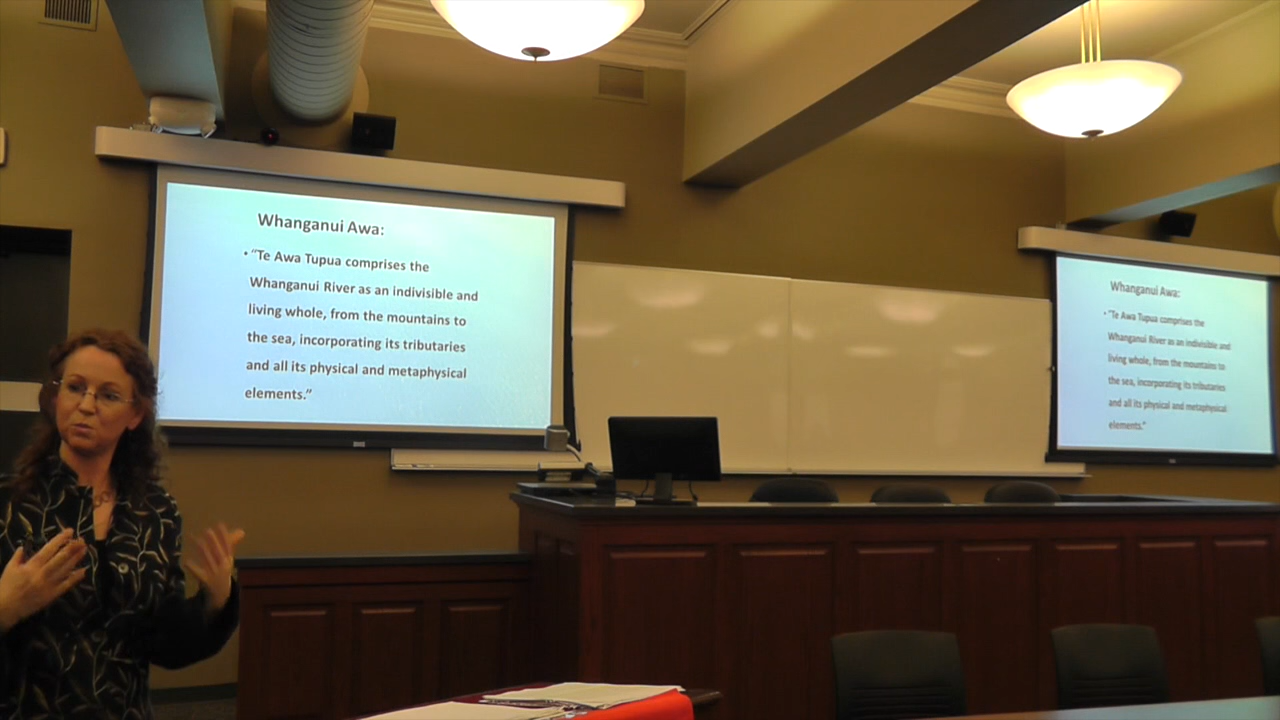 Whanganui Awa:
• "Te Awa Tupua comprises the
Whanganui River as an indivisible and
living whole, from the mountains to
the sea, incorporating its tributaries
and all its physical and metaphysical
elements."
Whanganui Awa:
• "Te Awa Tupua comprises the
Whanganui River as an indivisible and
living whole, from the mountains to
the sea, incorporating its tributaries
and all its physical and metaphysical
elements."